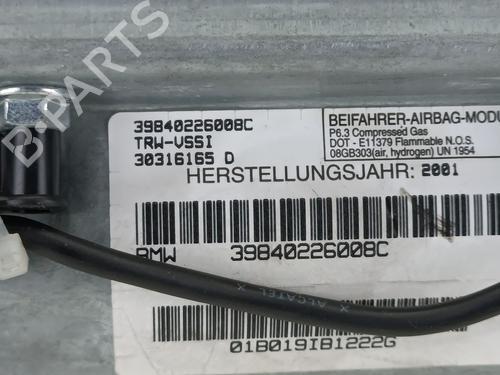 39840226008C
TRW-VSSI
30316165 D
BEIFAHRER-AIRBAG-MODU
P6.3 Compressed Gas
DOT - E11379 Flammable N.O.S.
08GB303(air, hydrogen) UN 1954
HERSTELLUNGSJAHR: 2001
BMW 39840226008C
ALCATEL
01B019IB1222G